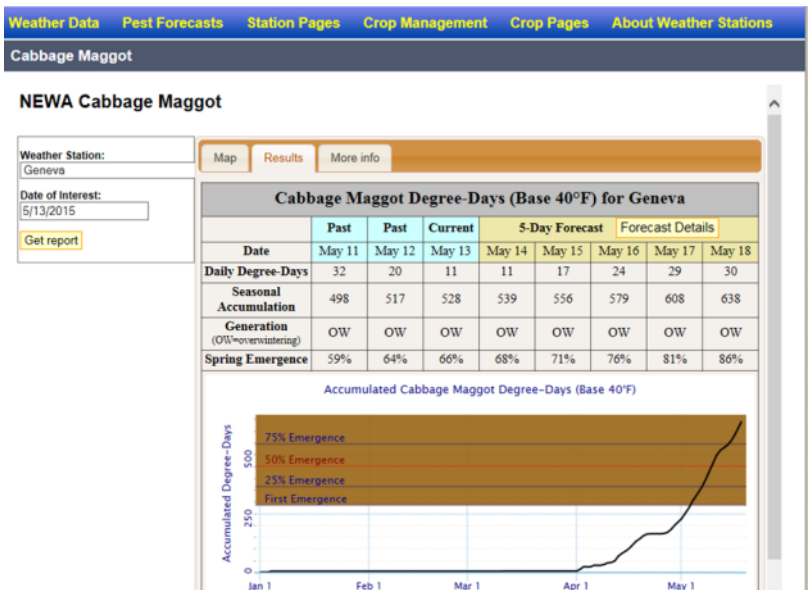 Weather Data Pest Forecasts Station Pages Crop Management Crop Pages About Weather Stations
Cabbage Maggot
NEWA Cabbage Maggot
Weather Station:
Geneva
Date of Interest:
5/13/2015
Get report
Map Results More info
Cabbage Maggot Degree-Days (Base 40°F) for Geneva
Past Past Current 5-Day Forecast Forecast Details
Date May 11 May 12 May 13 May 14 May 15 May 16 May 17 May 18
Daily Degree-Days 32 20 11 11 17 24 29 30
Seasonal
Accumulation 498 517 528 539 556 579 608 638
Generation
(OW=overwintering) OW OW OW OW OW OW OW OW
Spring Emergence 59% 64% 66% 68% 71% 76% 81% 86%
Accumulated Cabbage Maggot Degree-Days (Base 40°F)
Accumulated Degree-Days
500
250
0
75% Emergence
50% Emergence
25% Emergence
First Emergence
Jan 1 Feb 1 Mar 1 Apr 1 May 1